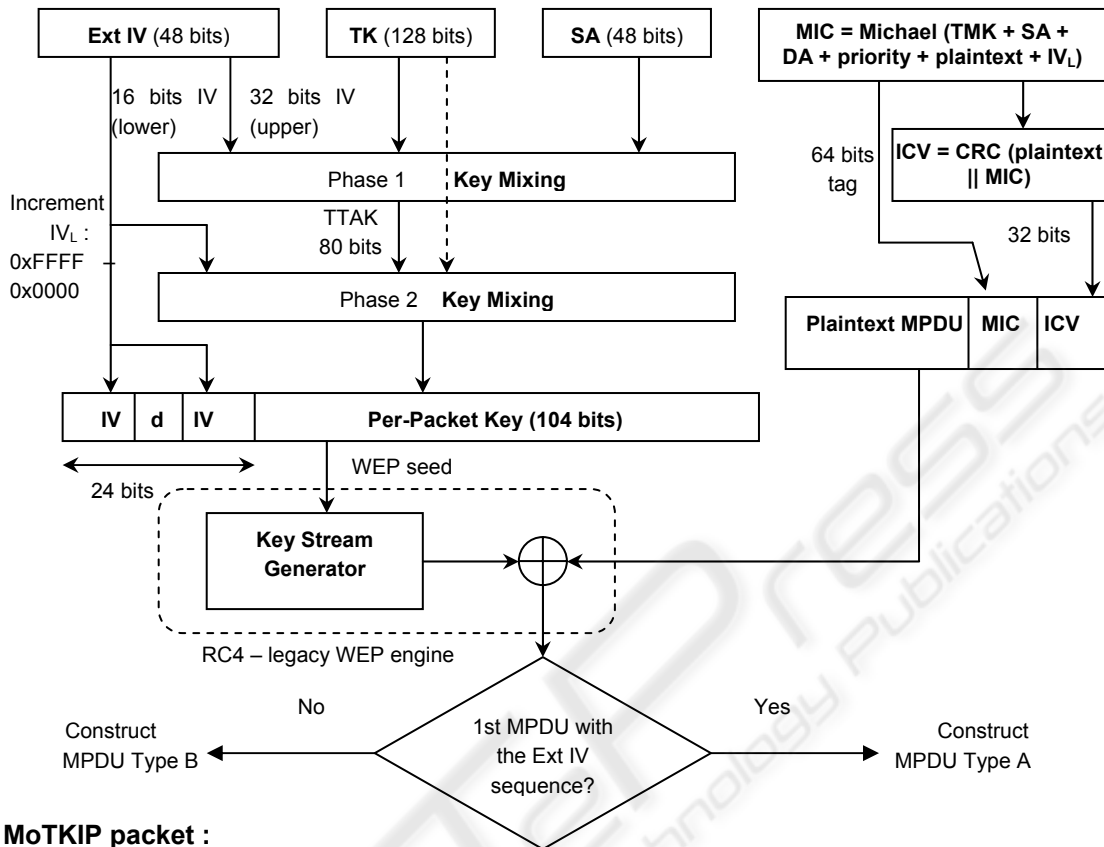 Ext IV (48 bits)
TK (128 bits)
SA (48 bits)
MIC = Michael (TMK + SA +
DA + priority + plaintext + IVL)
16 bits IV
(lower)
32 bits IV
(upper)
64 bits
tag
ICV = CRC (plaintext
|| MIC)
Phase 1 Key Mixing
Increment
IVL :
0xFFFF
0x0000
TTAK
80 bits
32 bits
Phase 2 Key Mixing
Plaintext MPDU MIC ICV
IV d IV Per-Packet Key (104 bits)
24 bits
WEP seed
Key Stream
Generator
RC4 – legacy WEP engine
No
Yes
Construct
MPDU Type B
1st MPDU with
the Ext IV
sequence?
Construct
MPDU Type A
MoTKIP packet :